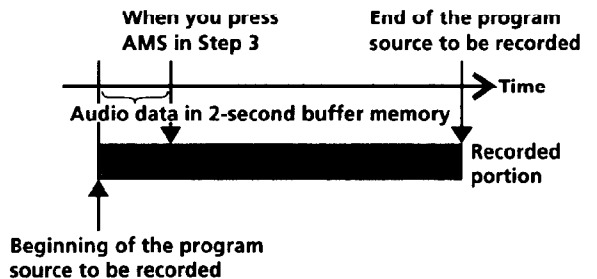 When you press
AMS in Step 3
End of the program
source to be recorded
Time
Audio data in 2-second buffer memory
Recorded
portion
Beginning of the program
source to be recorded